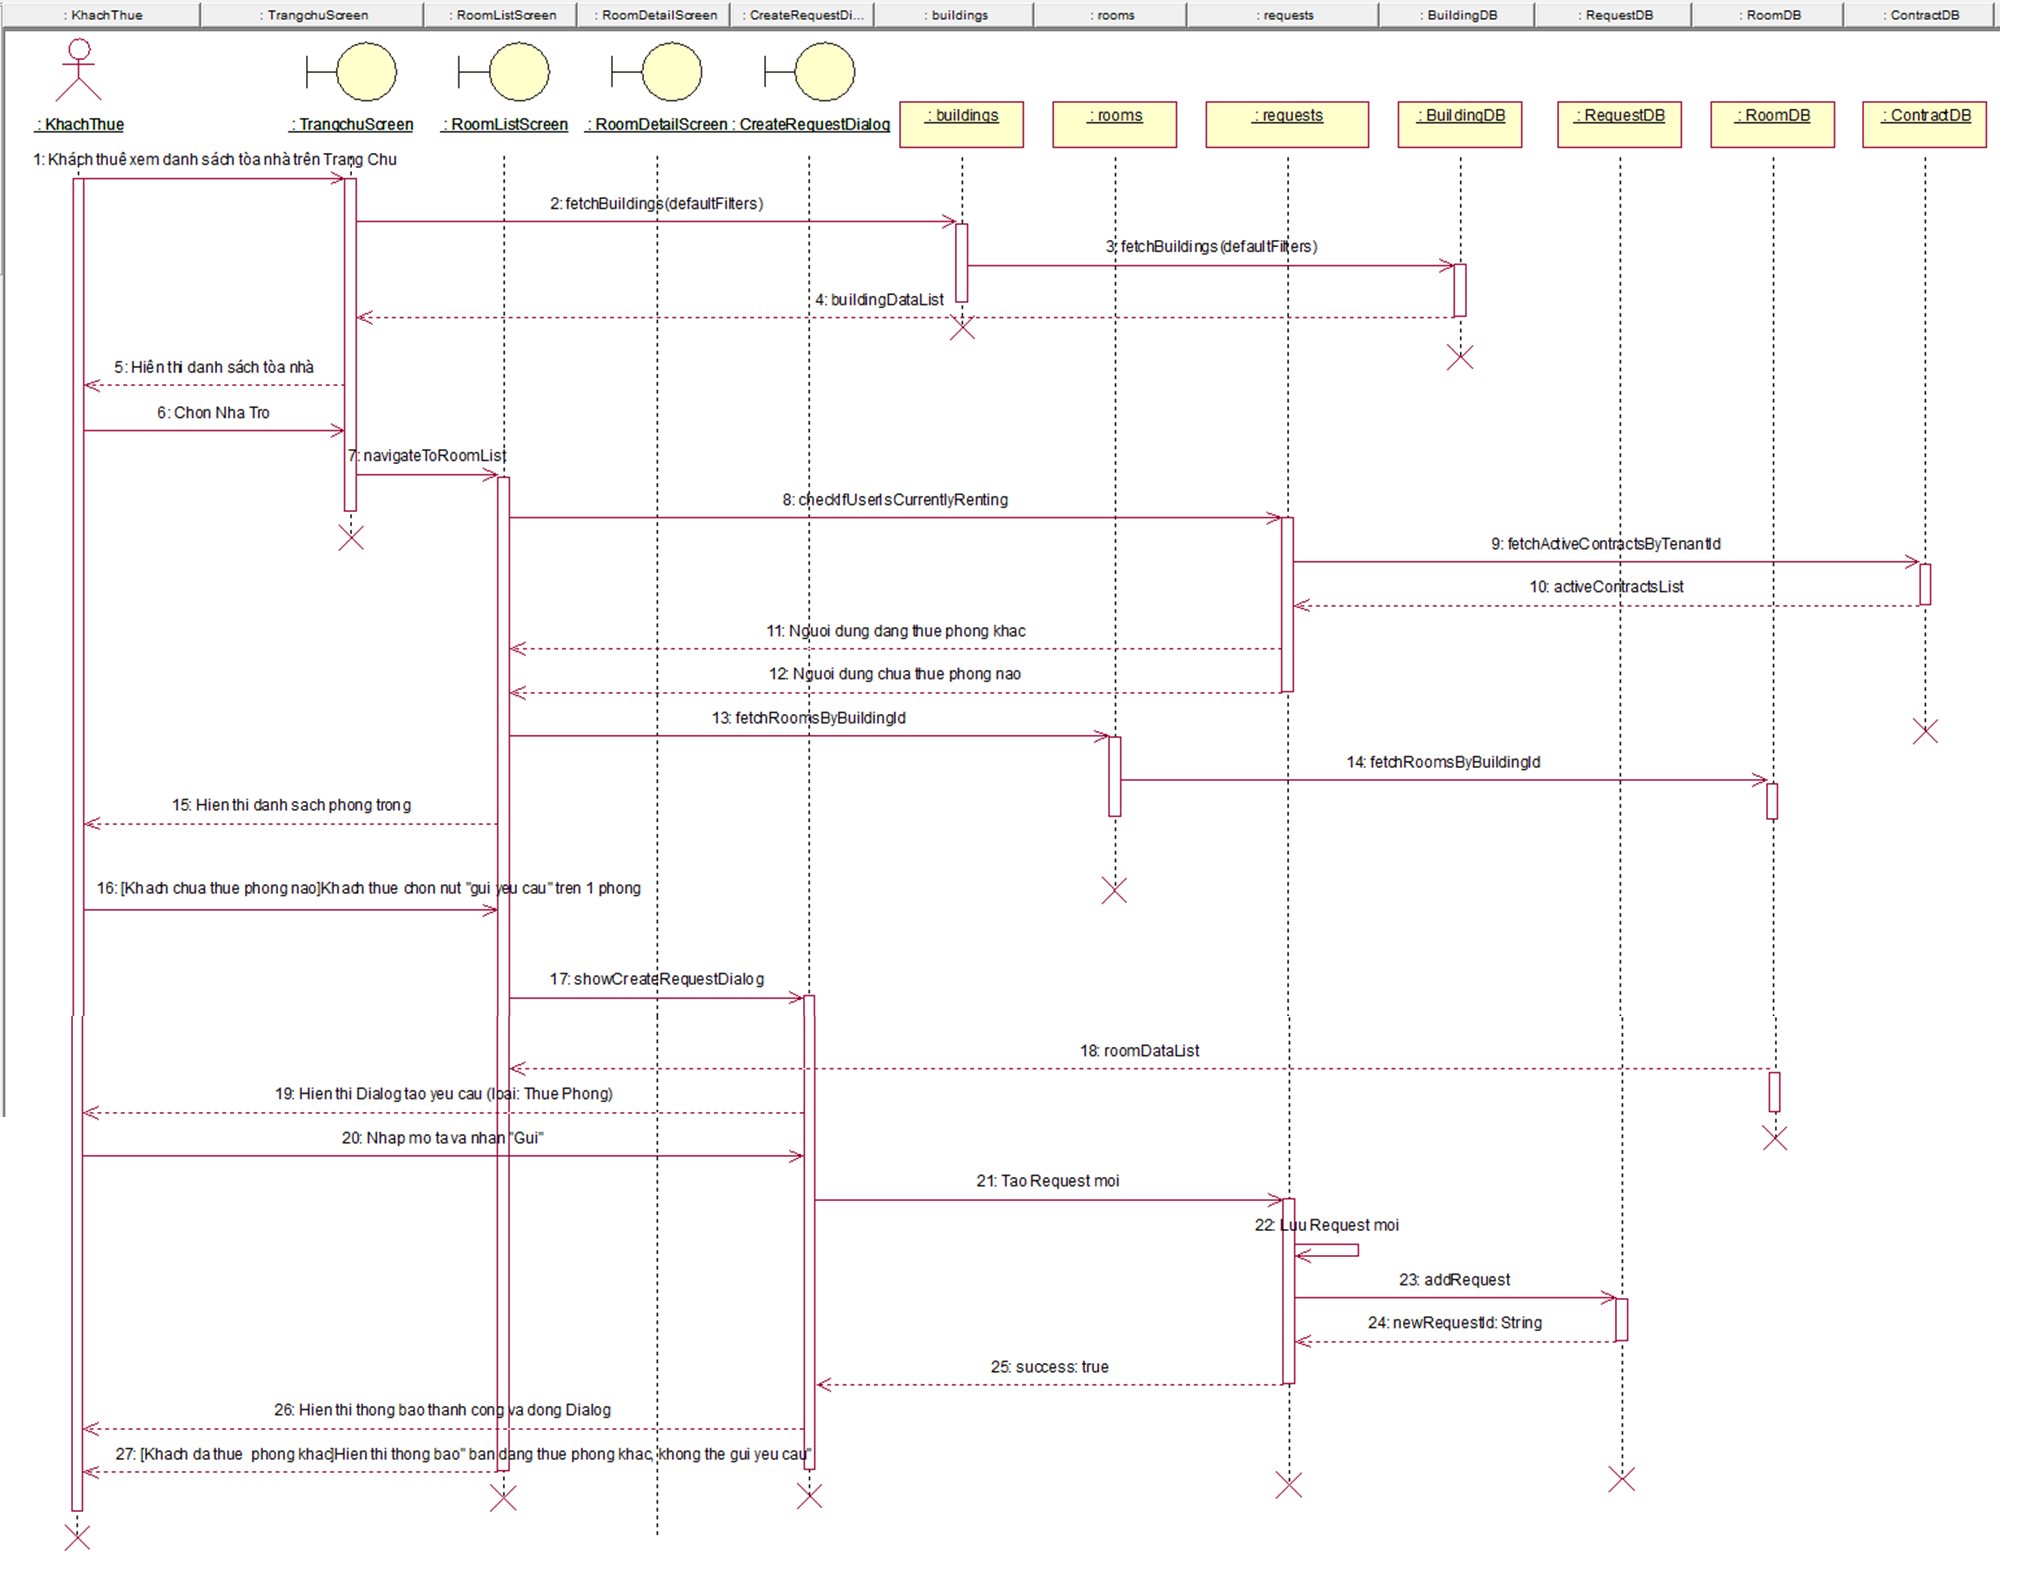 : KhachThue
: TrangchuScreen
: RoomListScreen
: RoomDetailScreen
: CreateRequestDi...
: buildings
: rooms
: requests
: BuildingDB
: RequestDB
: RoomDB
: ContractDB
: KhachThue
: TrangchuScreen
: RoomListScreen
: RoomDetailScreen
: CreateRequestDialog
: buildings
: rooms
: requests
: BuildingDB
: RequestDB
: RoomDB
: ContractDB
1: Khách thuê xem danh sách tòa nhà trên Trang Chu
2: fetchBuildings(defaultFilters)
3: fetchBuildings(defaultFilters)
4: buildingDataList
5: Hiên thi danh sách tòa nhà
6: Chon Nha Tro
7: navigateToRoomList
8: checkIfUserIsCurrentlyRenting
9: fetchActiveContractsByTenantId
10: activeContractsList
11: Nguoi dung dang thue phong khac
12: Nguoi dung chua thue phong nao
13: fetchRoomsByBuildingId
14: fetchRoomsByBuildingId
15: Hien thi danh sach phong trong
16: [Khach chua thue phong nao]Khach thue chon nut "gui yeu cau" tren 1 phong
17: showCreateRequestDialog
18: roomDataList
19: Hien thi Dialog tao yeu cau (loai: Thue Phong)
20: Nhap mo ta va nhan "Gui"
21: Tao Request moi
22: Luu Request moi
23: addRequest
24: newRequestId: String
25: success: true
26: Hien thi thong bao thanh cong va dong Dialog
27: [Khach da thue phong khac]Hien thi thong bao" ban dang thue phong khac, khong the gui yeu cau"